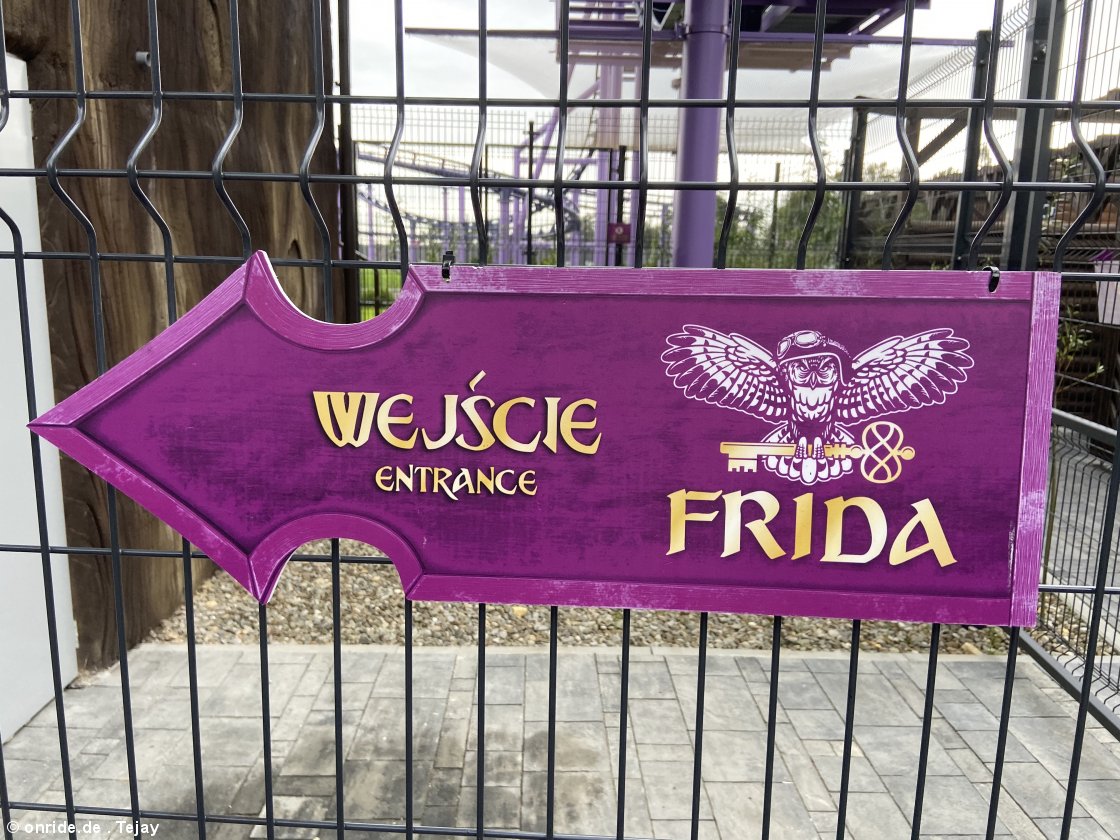 WEJŚCIE
ENTRANCE
FRIDA
© onride.de . Tejay